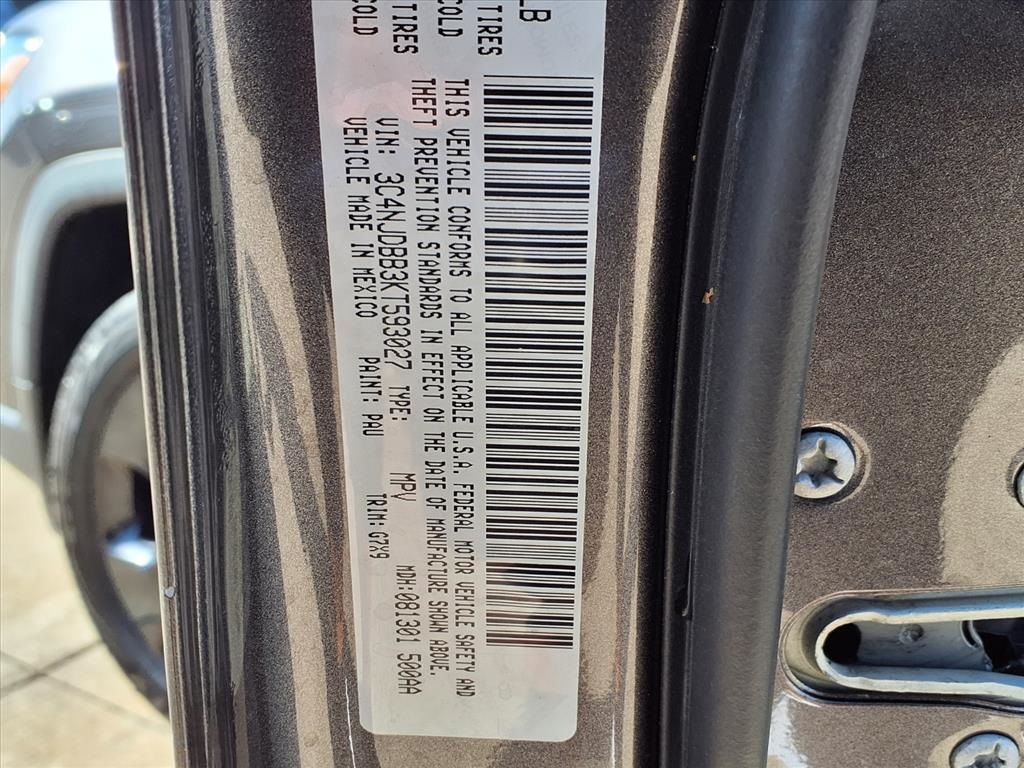 LB
TIRES COLD
TIRES COLD
THIS VEHICLE CONFORMS TO ALL APPLICABLE U.S.A. FEDERAL MOTOR VEHICLE SAFETY AND
THEFT PREVENTION STANDARDS IN EFFECT ON THE DATE OF MANUFACTURE SHOWN ABOVE.
VIN: 3C4NJDBB3KT593027 TYPE: MPV MDH:081301 500AA
VEHICLE MADE IN MEXICO PAINT: PAU TRIM: G7X9